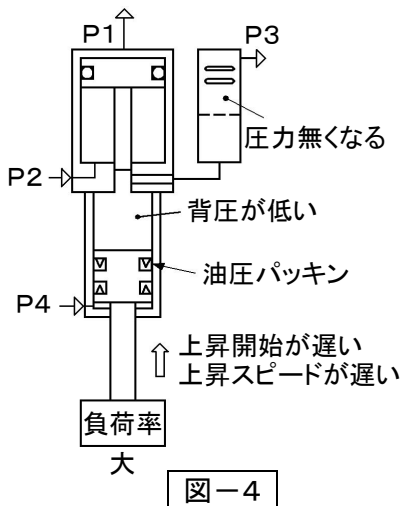 P1
P3
圧力無くなる
P2
背圧が低い
油圧パッキン
P4
上昇開始が遅い
上昇スピードが遅い
負荷率
大
図－4